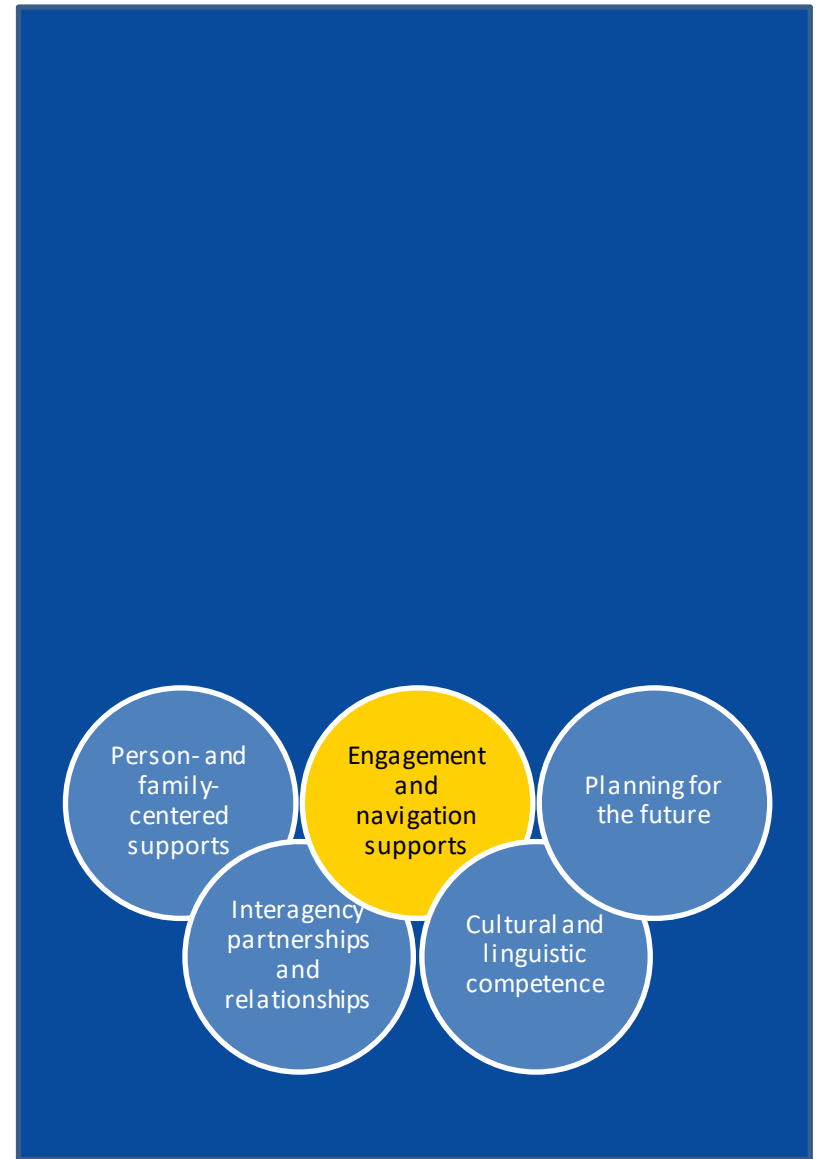 Person- and
family-
centered
supports
Interagency
partnerships
and
relationships
Engagement
and
navigation
supports
Cultural and
linguistic
competence
Planning for
the future